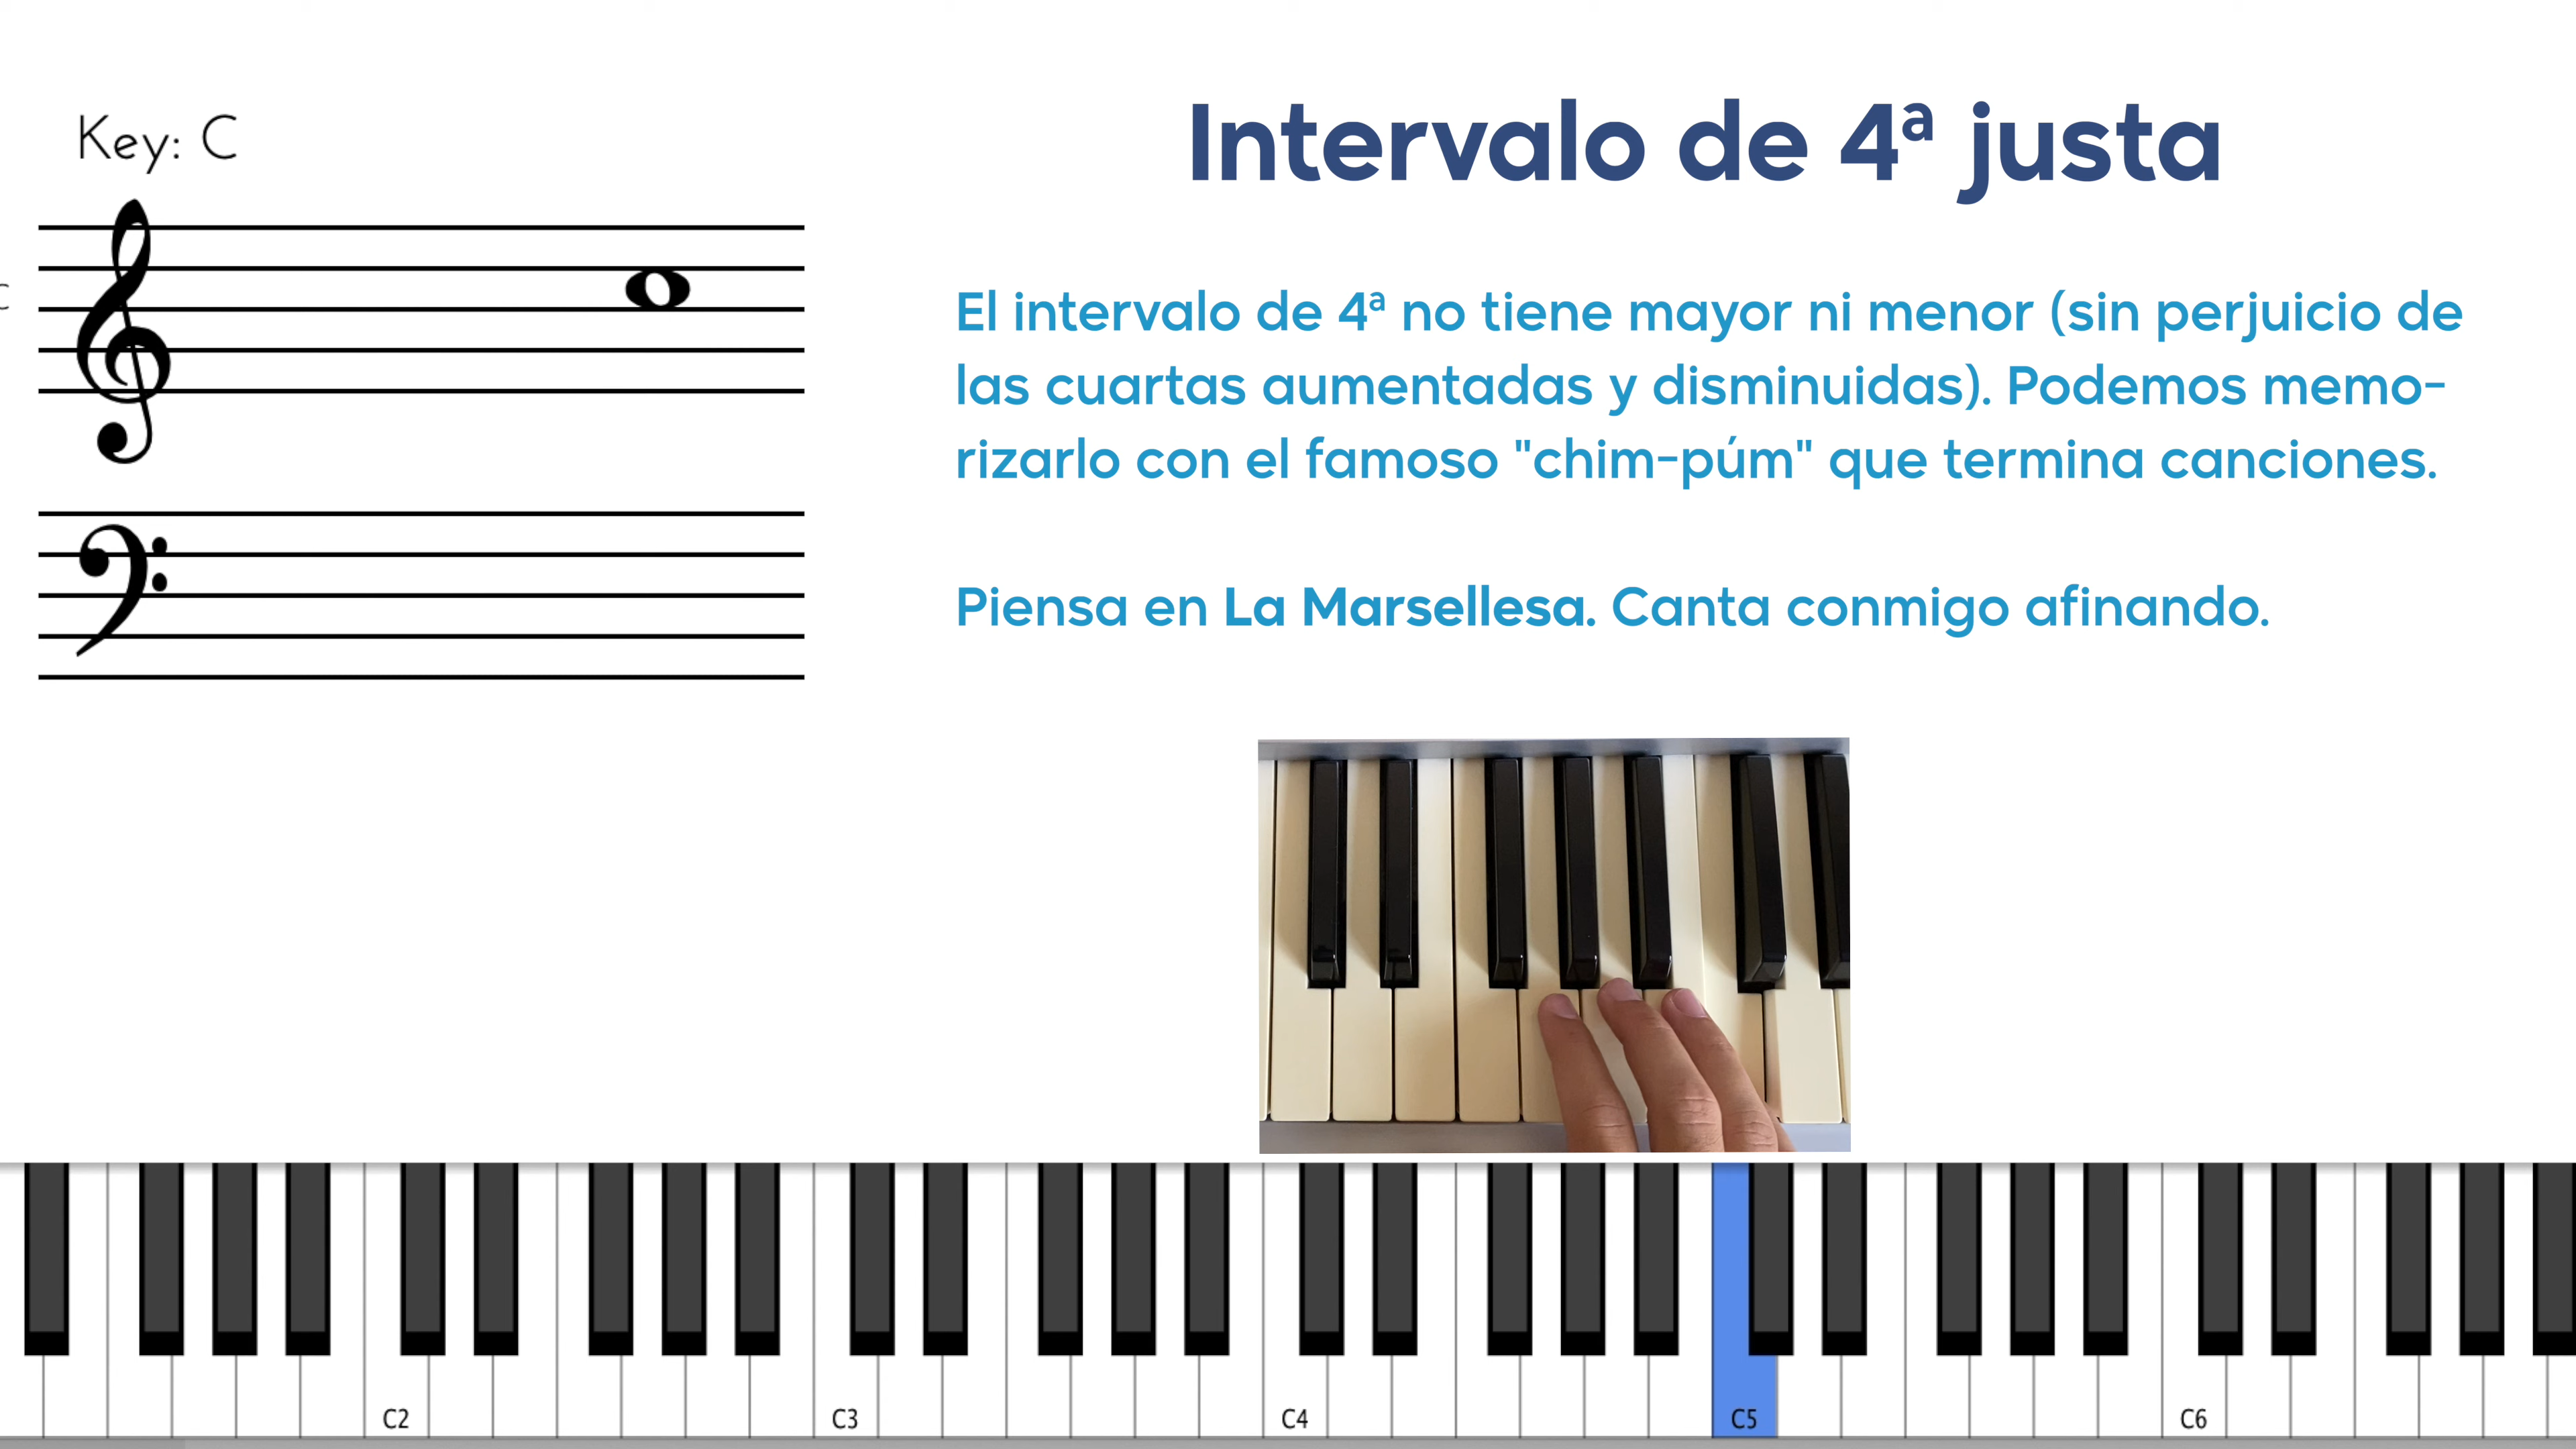 Key: C
Intervalo de 4ª justa
C
El intervalo de 4ª no tiene mayor ni menor (sin perjuicio de
las cuartas aumentadas y disminuidas). Podemos memo-
rizarlo con el famoso "chim-púm" que termina canciones.
Piensa en La Marsellesa. Canta conmigo afinando.
C2 C3 C4 C5 C6